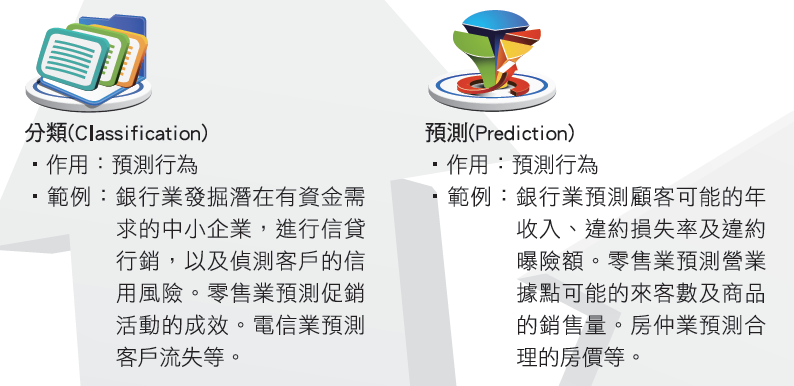 分類(Classification)
▪作用：預測行為
▪範例：銀行業發掘潛在有資金需
求的中小企業，進行信貸
行銷，以及偵測客戶的信
用風險。零售業預測促銷
活動的成效。電信業預測
客戶流失等。
預測(Prediction)
▪作用：預測行為
▪範例：銀行業預測顧客可能的年
收入、違約損失率及違約
曝險額。零售業預測營業
據點可能的來客數及商品
的銷售量。房仲業預測合
理的房價等。